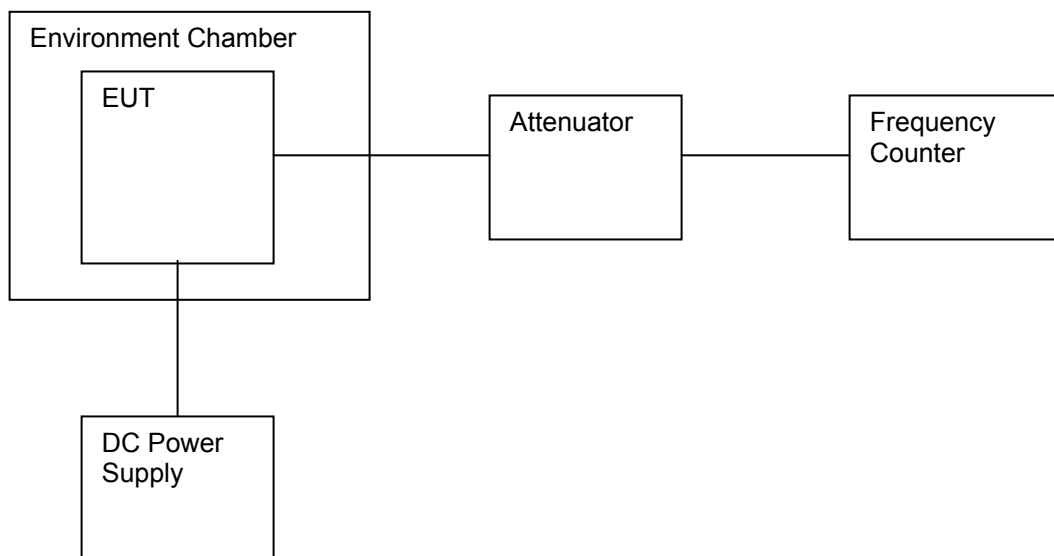 Environment Chamber
EUT
Attenuator
Frequency
Counter
DC Power
Supply